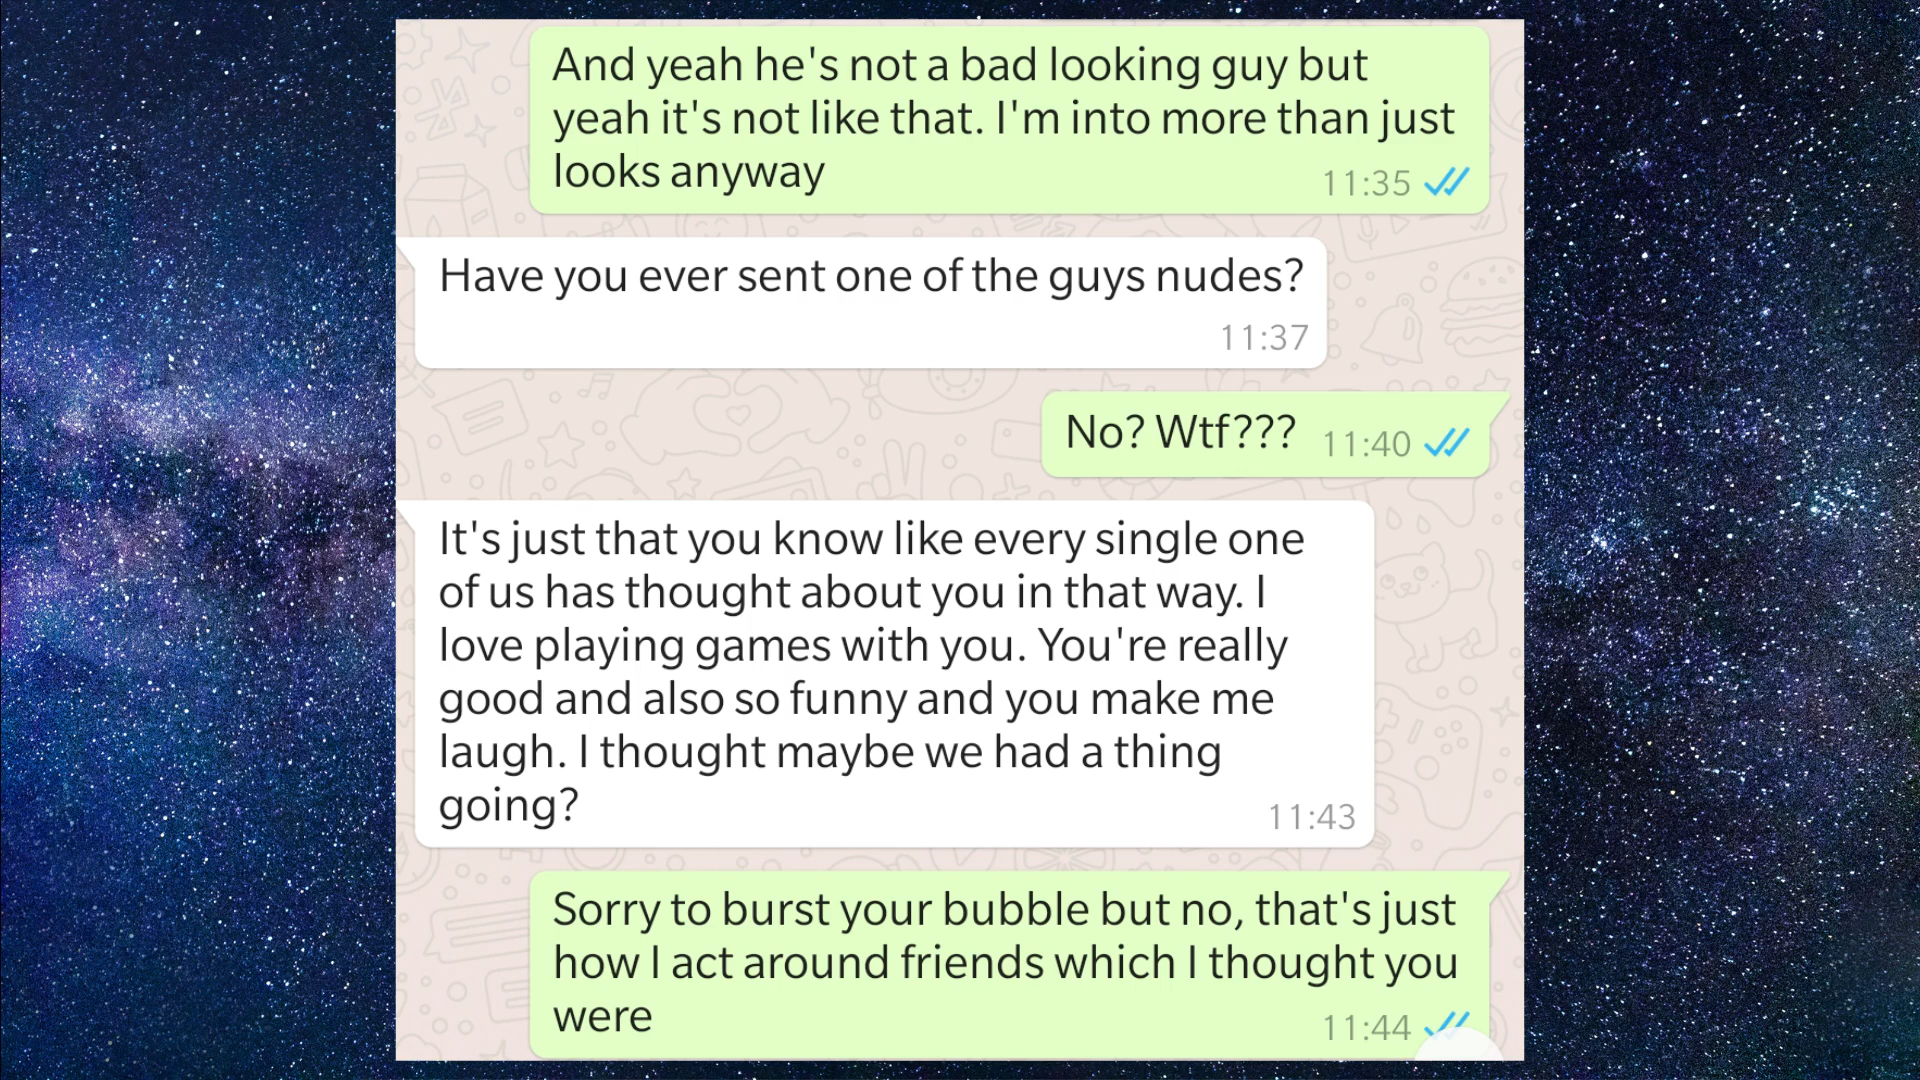 And yeah he's not a bad looking guy but
yeah it's not like that. I'm into more than just
looks anyway
11:35
Have you ever sent one of the guys nudes?
11:37
No? Wtf???
11:40
It's just that you know like every single one
of us has thought about you in that way. I
love playing games with you. You're really
good and also so funny and you make me
laugh. I thought maybe we had a thing
going?
11:43
Sorry to burst your bubble but no, that's just
how I act around friends which I thought you
were
11:44